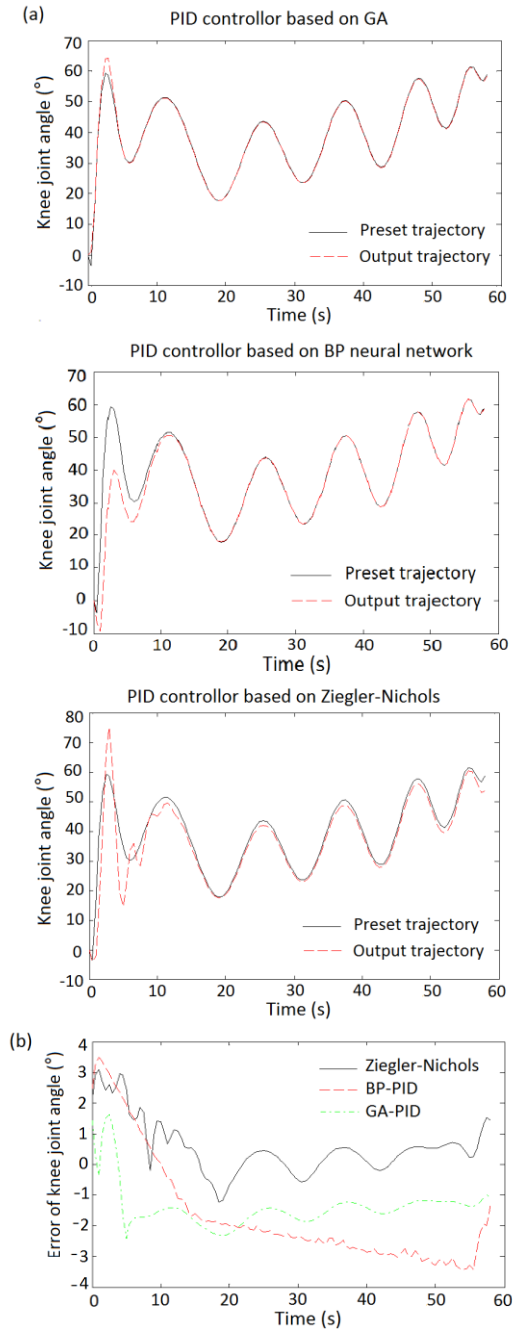 (a)
PID controllor based on GA
70
60
50
40
30
20
10
0
-10
Knee joint angle (°)
Preset trajectory
Output trajectory
0 10 20 30 40 50 60
Time (s)
PID controllor based on BP neural network
70
60
50
40
30
20
10
0
-10
Knee joint angle (°)
Preset trajectory
Output trajectory
0 10 20 30 40 50 60
Time (s)
PID controllor based on Ziegler-Nichols
80
70
60
50
40
30
20
10
0
-10
Knee joint angle (°)
Preset trajectory
Output trajectory
0 10 20 30 40 50 60
Time (s)
(b)
4
3
2
1
0
-1
-2
-3
-4
Error of knee joint angle (°)
Ziegler-Nichols
BP-PID
GA-PID
0 10 20 30 40 50 60
Time (s)